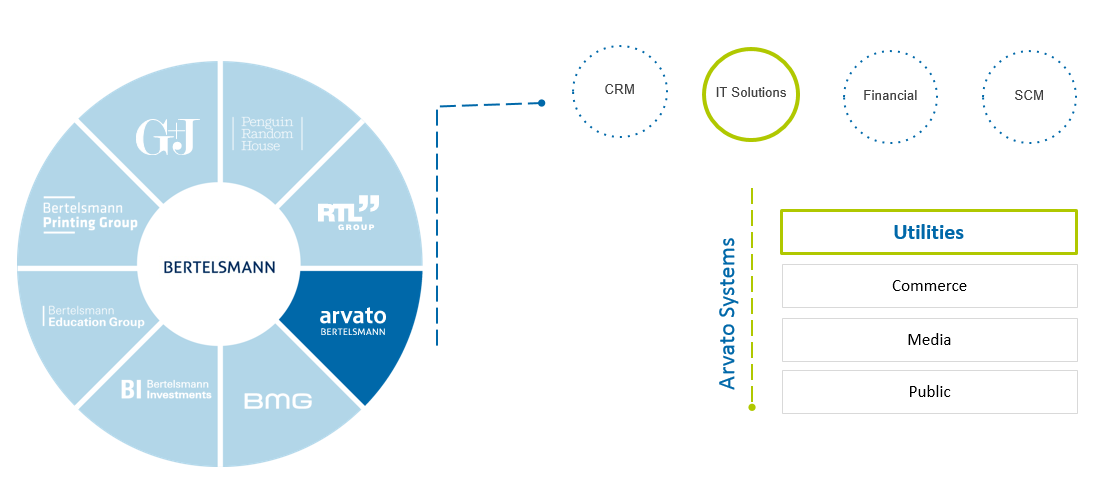 G+J
Penguin
Random
House
Bertelsmann
Printing Group
RTL
GROUP
BERTELSMANN
Bertelsmann
Education Group
arvato
BERTELSMANN
BI
Bertelsmann
Investments
BMG
CRM
IT Solutions
Financial
SCM
Arvato Systems
Utilities
Commerce
Media
Public